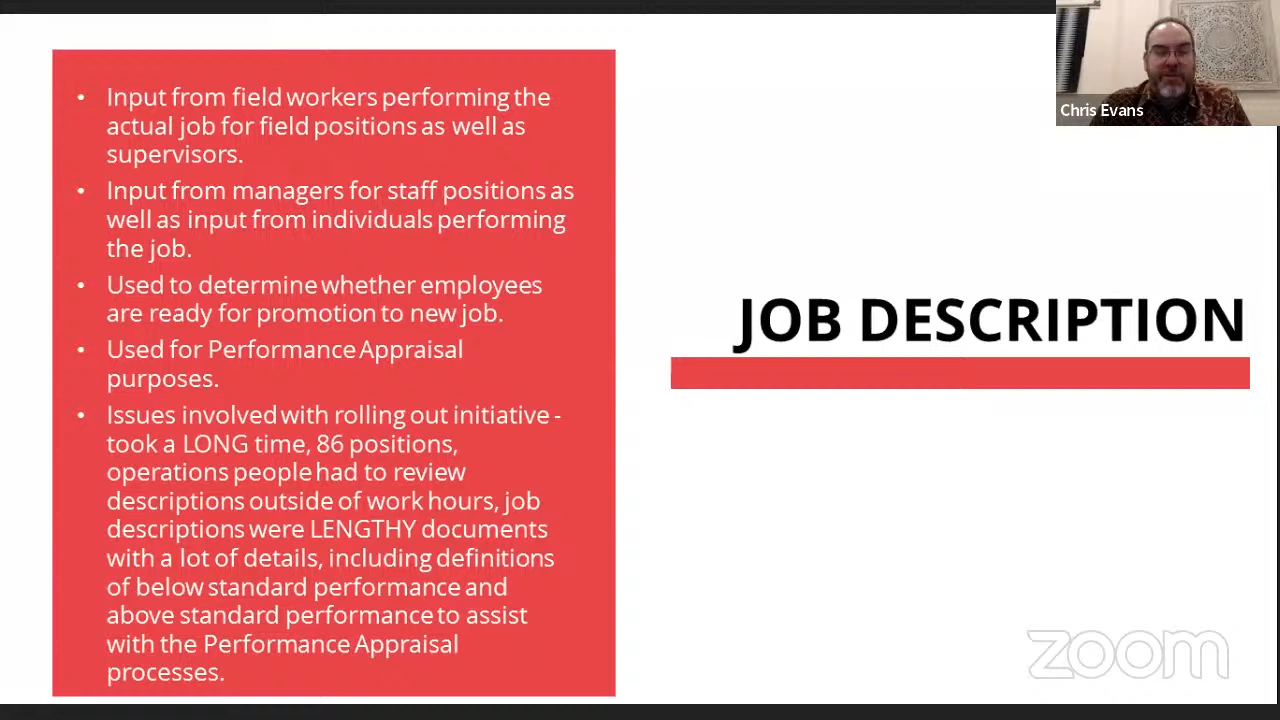 • Input from field workers performing the
actual job for field positions as well as
supervisors.
• Input from managers for staff positions as
well as input from individuals performing
the job.
• Used to determine whether employees
are ready for promotion to new job.
• Used for Performance Appraisal
purposes.
• Issues involved with rolling out initiative -
took a LONG time, 86 positions,
operations people had to review
descriptions outside of work hours, job
descriptions were LENGTHY documents
with a lot of details, including definitions
of below standard performance and
above standard performance to assist
with the Performance Appraisal
processes.
JOB DESCRIPTION
Chris Evans
zoom